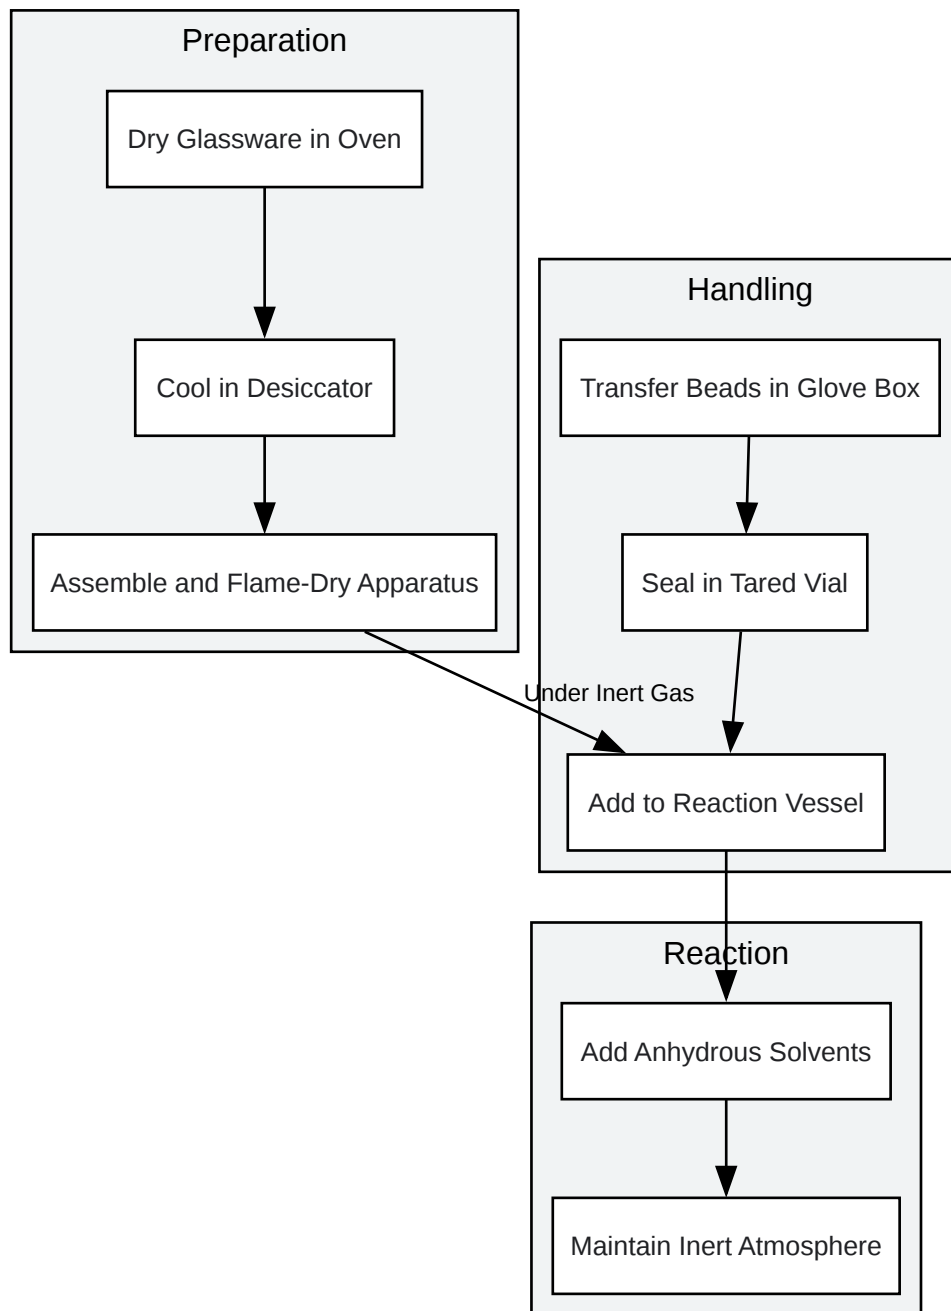 Preparation
Dry Glassware in Oven
Cool in Desiccator
Assemble and Flame-Dry Apparatus
Handling
Transfer Beads in Glove Box
Seal in Tared Vial
Under Inert Gas
Add to Reaction Vessel
Reaction
Add Anhydrous Solvents
Maintain Inert Atmosphere